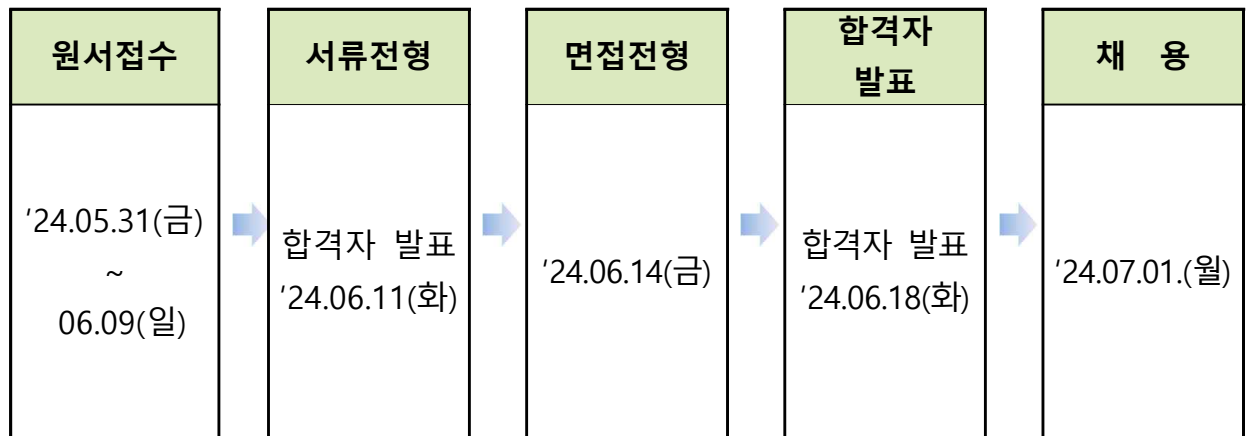 원서접수
'24.05.31(금)
~
06.09(일)
서류전형
합격자 발표
'24.06.11(화)
면접전형
'24.06.14(금)
합격자
발표
합격자 발표
'24.06.18(화)
채 용
'24.07.01.(월)